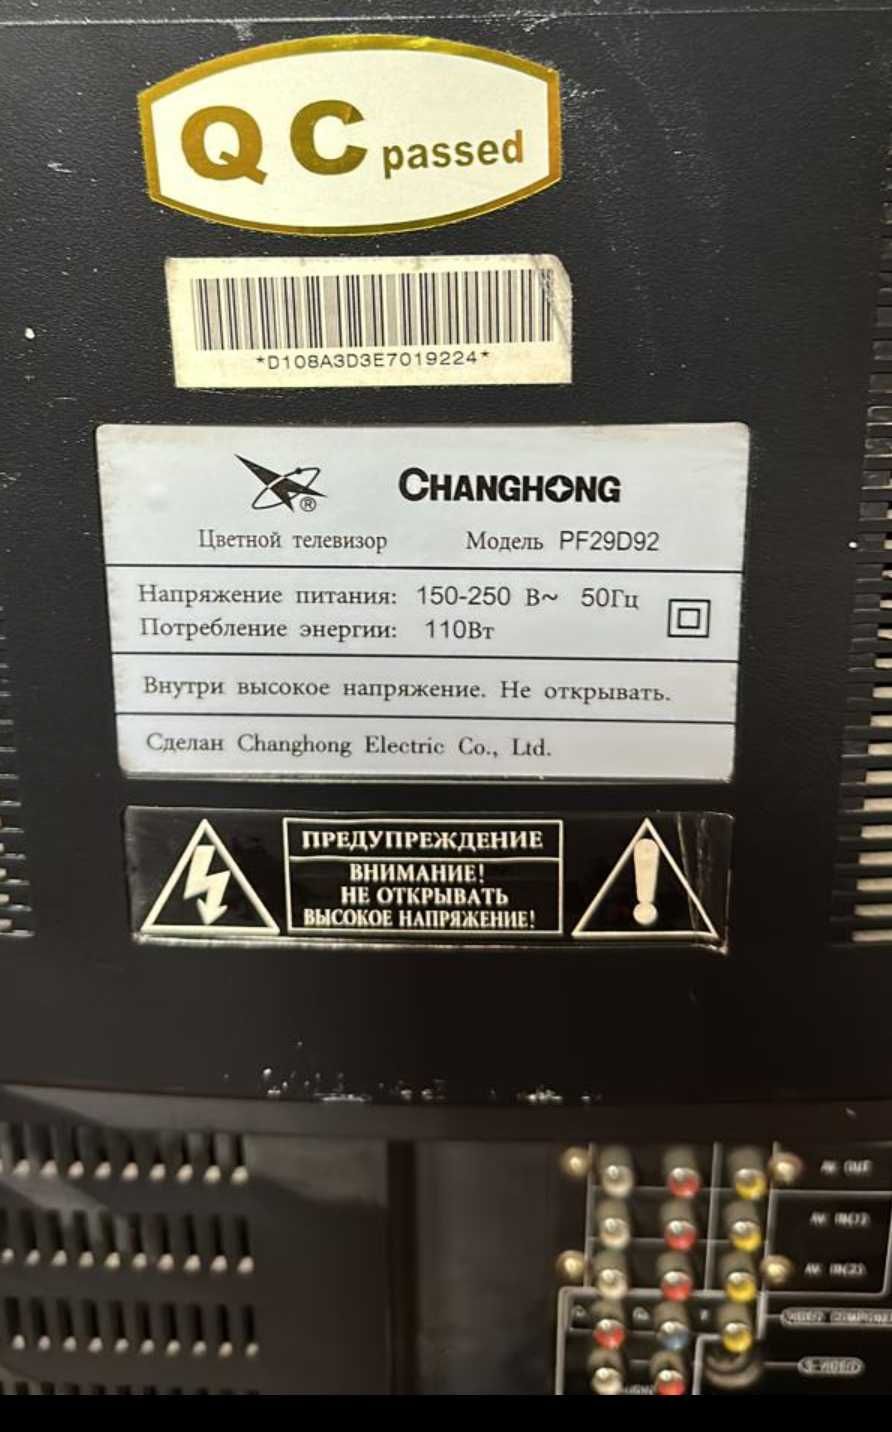 QC passed
*D108A3D3E7019224*
CHANGHONG
Цветной телевизор Модель PF29D92
Напряжение питания: 150-250 В~ 50Гц
Потребление энергии: 110Вт
Внутри высокое напряжение. Не открывать.
Сделан Changhong Electric Co., Ltd.
ПРЕДУПРЕЖДЕНИЕ
ВНИМАНИЕ!
НЕ ОТКРЫВАТЬ
ВЫСОКОЕ НАПРЯЖЕНИЕ!
AV OUT
S-VIDEO